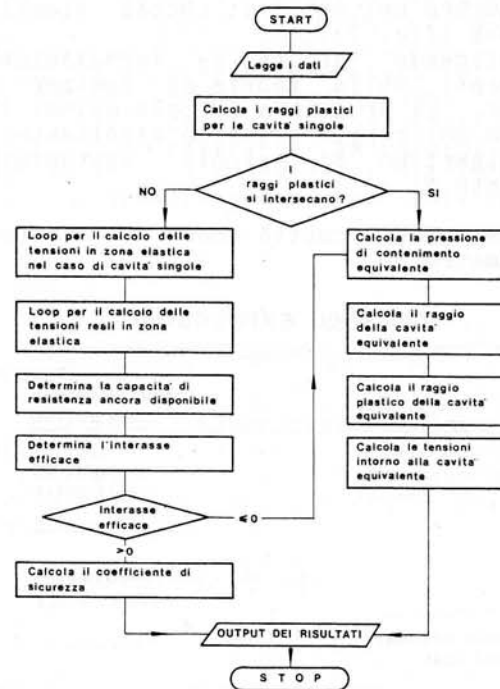 START
Legge i dati
Calcola i raggi plastici
per le cavita' singole
I
raggi plastici
si intersecano?
NO
SI
Loop per il calcolo delle
tensioni in zona elastica
nel caso di cavita' singole
Loop per il calcolo delle
tensioni reali in zona
elastica
Determina la capacita' di
resistenza ancora disponibile
Determina l'interasse
efficace
Interasse
efficace
≤0
>0
Calcola il coefficiente di
sicurezza
Calcola la pressione
di contenimento
equivalente
Calcola il raggio
della cavita'
equivalente
Calcola il raggio
plastico della cavita'
equivalente
Calcola le tensioni
intorno alla cavita'
equivalente
OUTPUT DEI RISULTATI
STOP